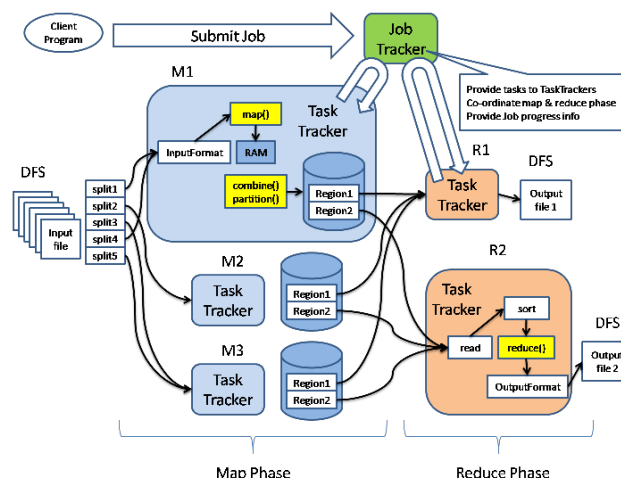 Client
Program
Submit Job
Job
Tracker
Provide tasks to TaskTrackers
Co-ordinate map & reduce phase
Provide Job progress info
M1
Task
Tracker
map()
InputFormat
RAM
combine()
partition()
Region1
Region2
DFS
Input
file
split1
split2
split3
split4
split5
M2
Task
Tracker
Region1
Region2
M3
Task
Tracker
Region1
Region2
R1
Task
Tracker
DFS
Output
file 1
R2
Task
Tracker
sort
read
reduce()
OutputFormat
DFS
Output
file 2
Map Phase
Reduce Phase